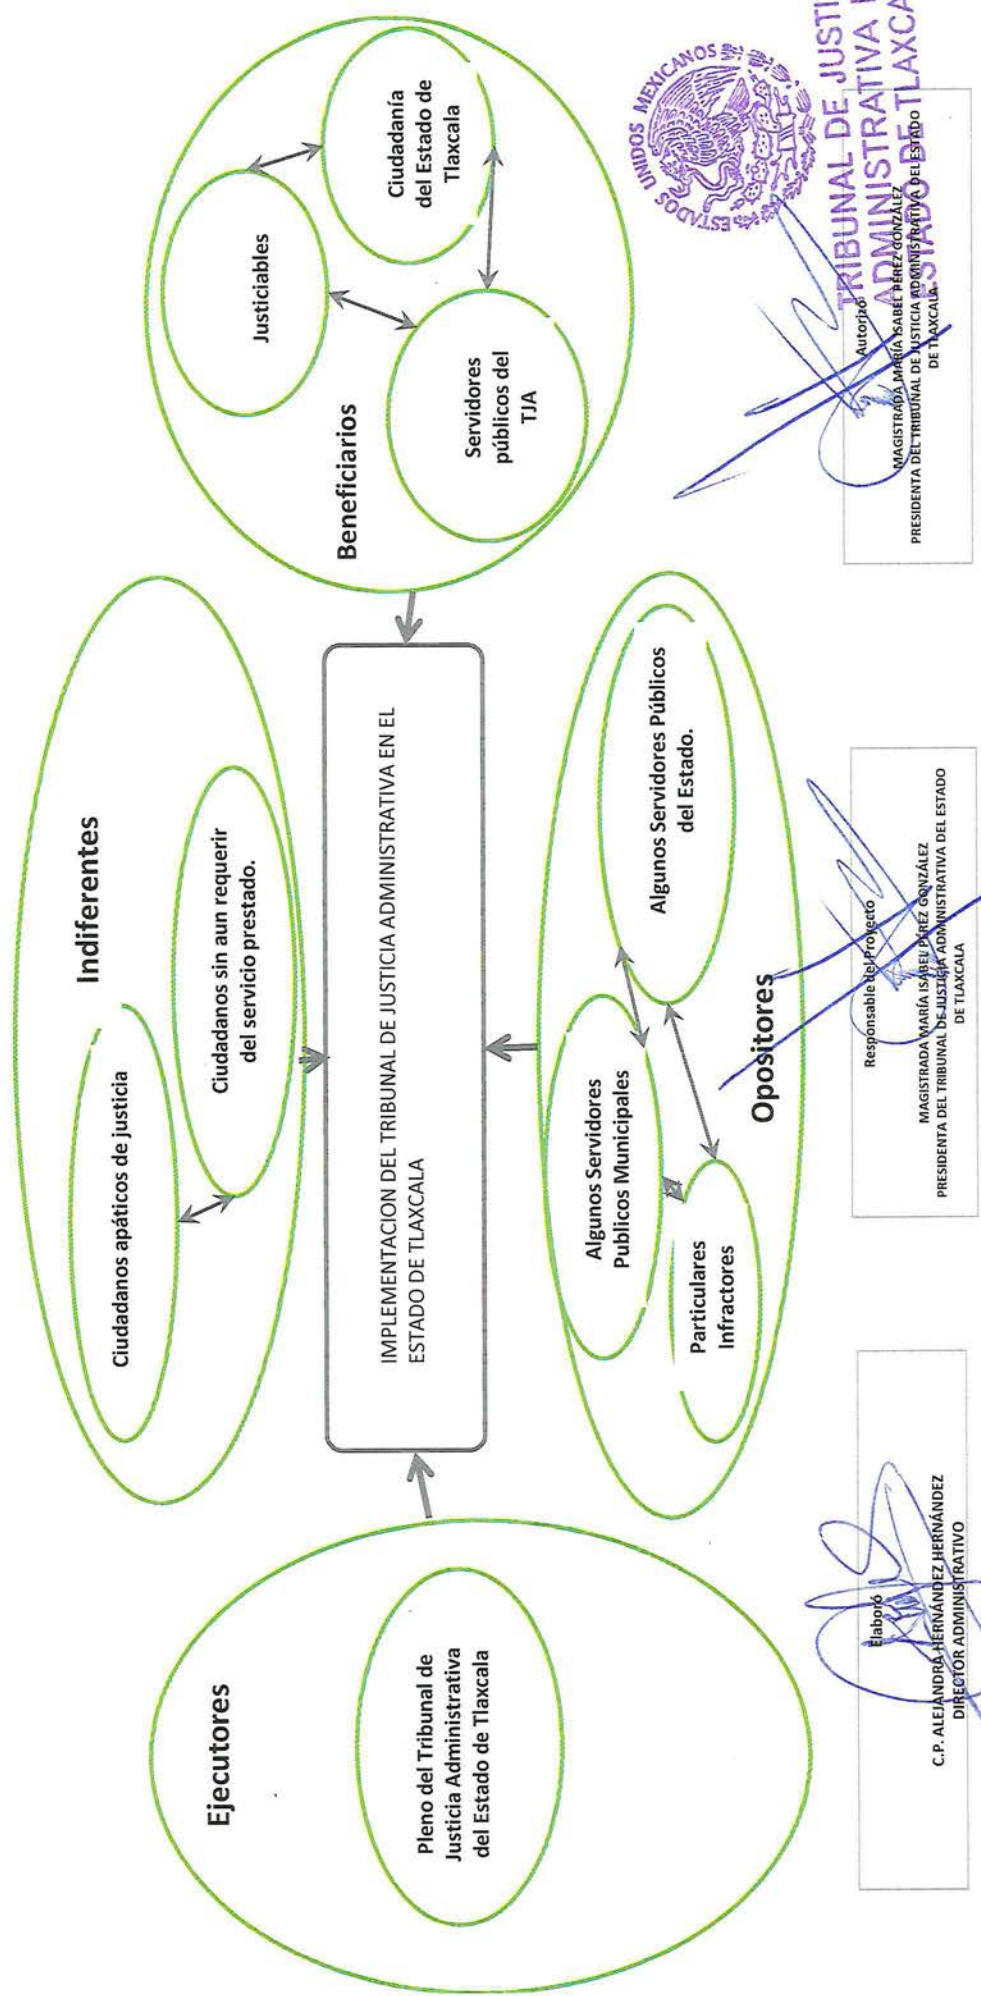 Indiferentes
Ciudadanos apáticos de justicia
Ciudadanos sin aun requerir
del servicio prestado.
Ejecutores
Pleno del Tribunal de
Justicia Administrativa
del Estado de Tlaxcala
IMPLEMENTACION DEL TRIBUNAL DE JUSTICIA ADMINISTRATIVA EN EL
ESTADO DE TLAXCALA
Beneficiarios
Justiciables
Ciudadanía
del Estado de
Tlaxcala
Servidores
públicos del
TJA
Algunos Servidores
Publicos Municipales
Algunos Servidores Públicos
del Estado.
Particulares
Infractores
Opositores
Elaboró
C.P. ALEJANDRA HERNÁNDEZ HERNÁNDEZ
DIRECTOR ADMINISTRATIVO
Responsable del Proyecto
MAGISTRADA MARÍA ISABEL PÉREZ GONZÁLEZ
PRESIDENTA DEL TRIBUNAL DE JUSTICIA ADMINISTRATIVA DEL ESTADO
DE TLAXCALA
Autorizó
MAGISTRADA MARÍA ISABEL PÉREZ GONZÁLEZ
PRESIDENTA DEL TRIBUNAL DE JUSTICIA ADMINISTRATIVA DEL ESTADO
DE TLAXCALA
ESTADOS UNIDOS MEXICANOS
TRIBUNAL DE JUSTI
ADMINISTRATIVA
ESTADO DE TLAXCA